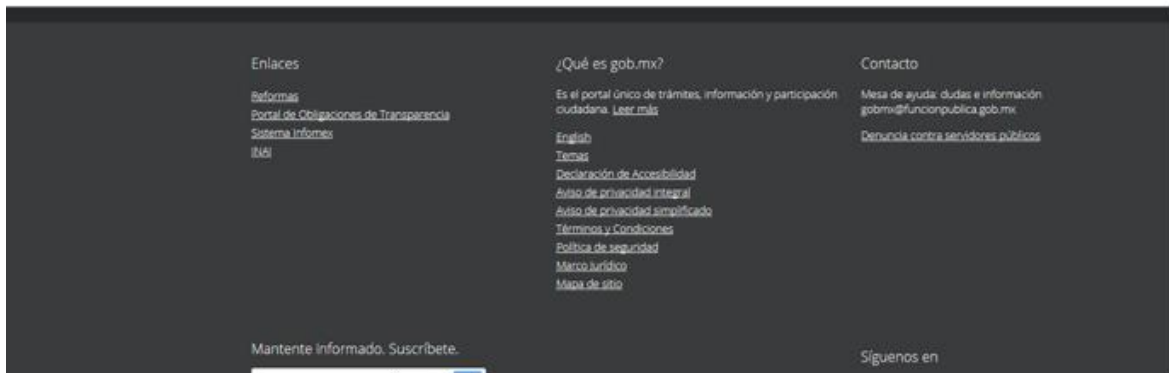 Enlaces
Reformas
Portal de Obligaciones de Transparencia
Sistema Infomex
INAI
¿Qué es gob.mx?
Es el portal único de trámites, información y participación
ciudadana. Leer más
English
Temas
Declaración de Accesibilidad
Aviso de privacidad integral
Aviso de privacidad simplificado
Términos y Condiciones
Política de seguridad
Marco Jurídico
Mapa de sitio
Contacto
Mesa de ayuda: dudas e información
gobmx@funcionpublica.gob.mx
Denuncia contra servidores públicos
Mantente informado. Suscríbete.
Síguenos en